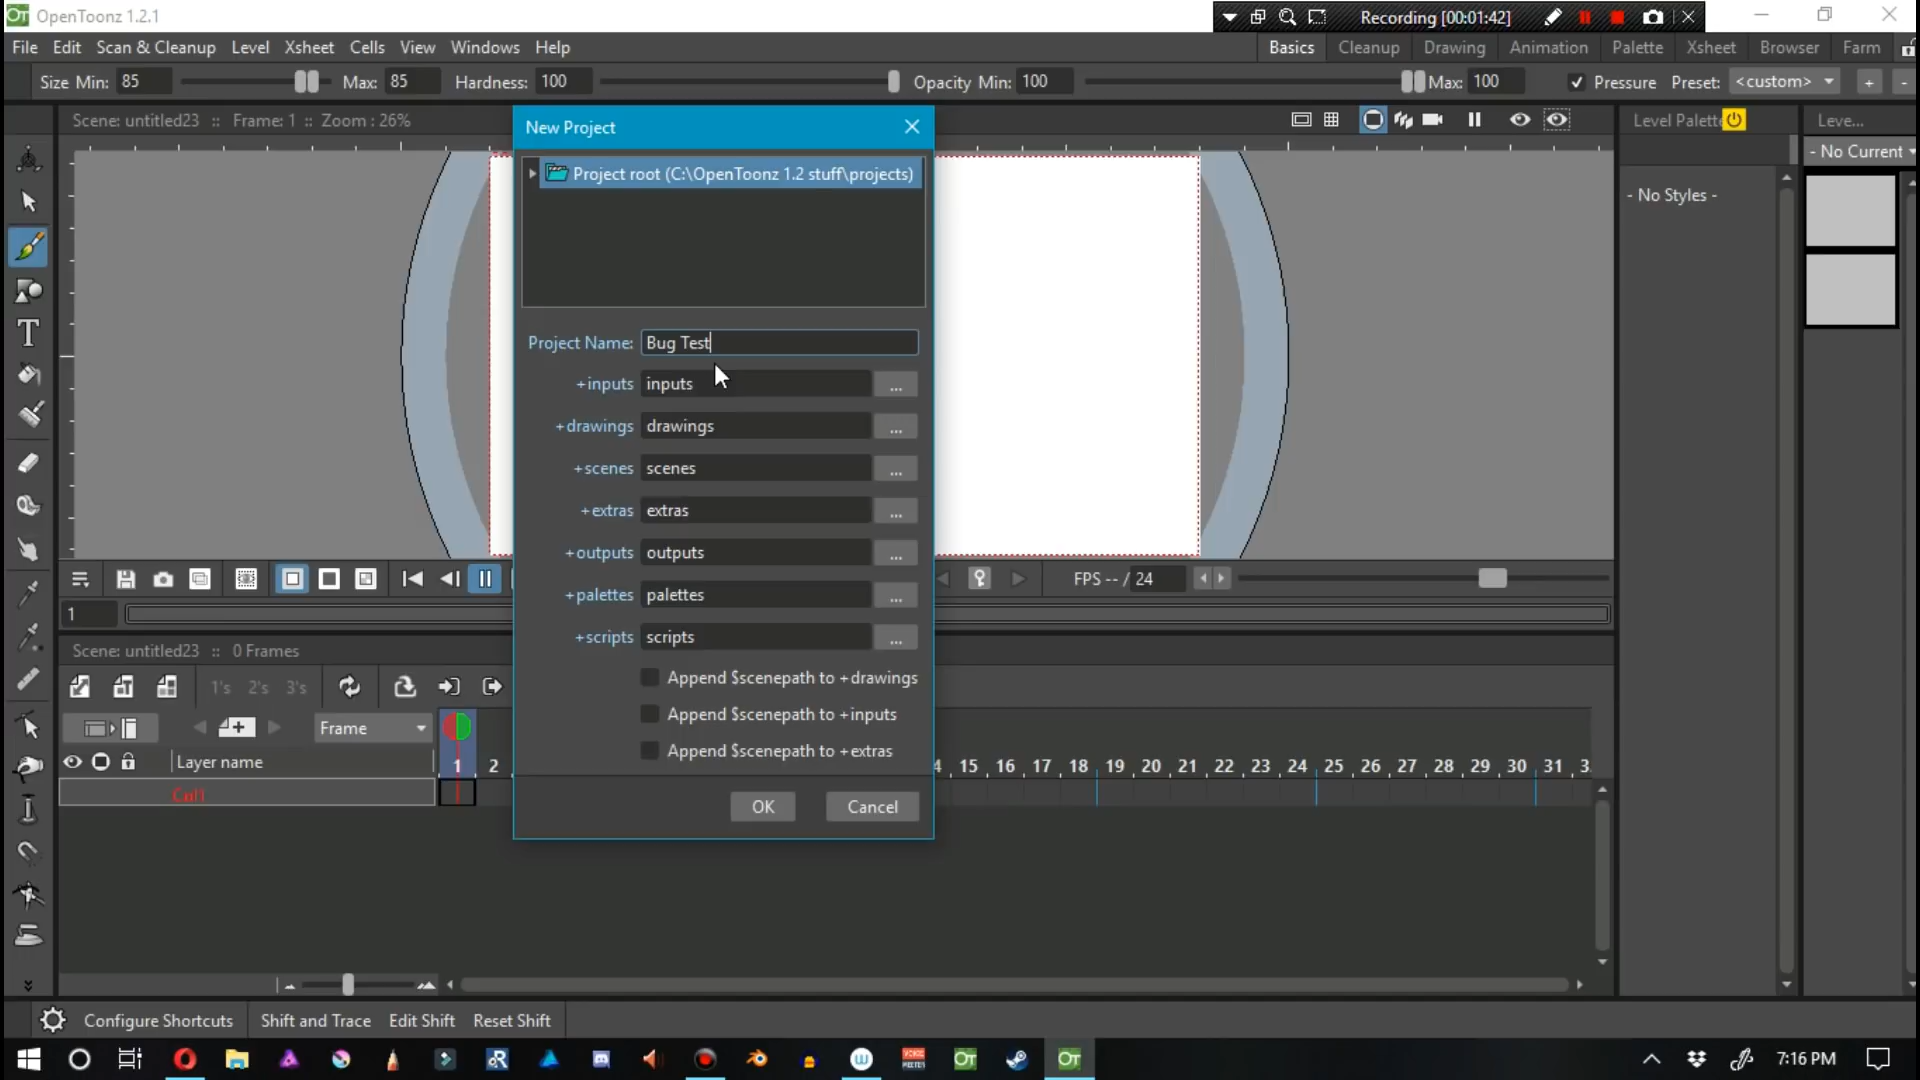 OpenToonz 1.2.1
Recording [00:01:42]
File Edit Scan & Cleanup Level Xsheet Cells View Windows Help
Basics Cleanup Drawing Animation Palette Xsheet Browser Farm
Size Min: 85 Max: 85 Hardness: 100 Opacity Min: 100 Max: 100 Pressure Preset: <custom> + -
Scene: untitled23 :: Frame: 1 :: Zoom : 26%
Level Palett
Leve...
- No Current
- No Styles -
New Project
Project root (C:\OpenToonz 1.2 stuff\projects)
Project Name: Bug Test
+inputs inputs ...
+drawings drawings ...
+scenes scenes ...
+extras extras ...
+outputs outputs ...
+palettes palettes ...
+scripts scripts ...
Append $scenepath to +drawings
Append $scenepath to +inputs
Append $scenepath to +extras
OK Cancel
FPS -- / 24
1
Scene: untitled23 :: 0 Frames
1's 2's 3's
Frame
Layer name
1 2 4 15 16 17 18 19 20 21 22 23 24 25 26 27 28 29 30 31 3
Col1
Configure Shortcuts Shift and Trace Edit Shift Reset Shift
7:16 PM